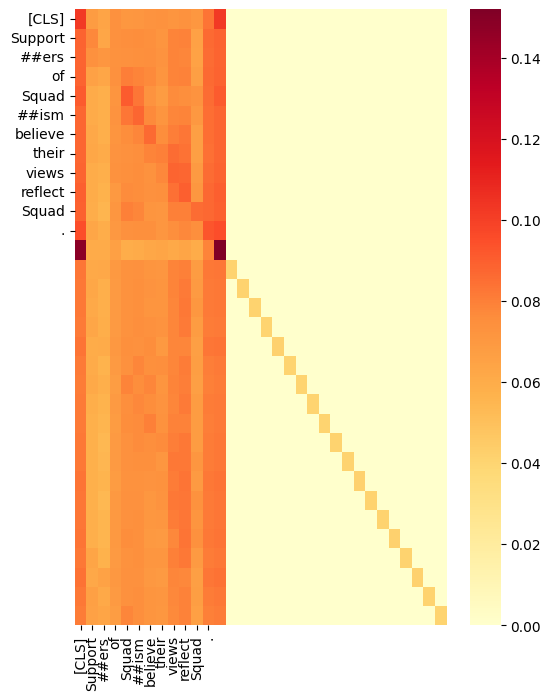 [CLS]
Support
##ers
of
Squad
##ism
believe
their
views
reflect
Squad
.
0.14
0.12
0.10
0.08
0.06
0.04
0.02
0.00
[CLS]
Support
##ers
of
Squad
##ism
believe
their
views
reflect
Squad
.